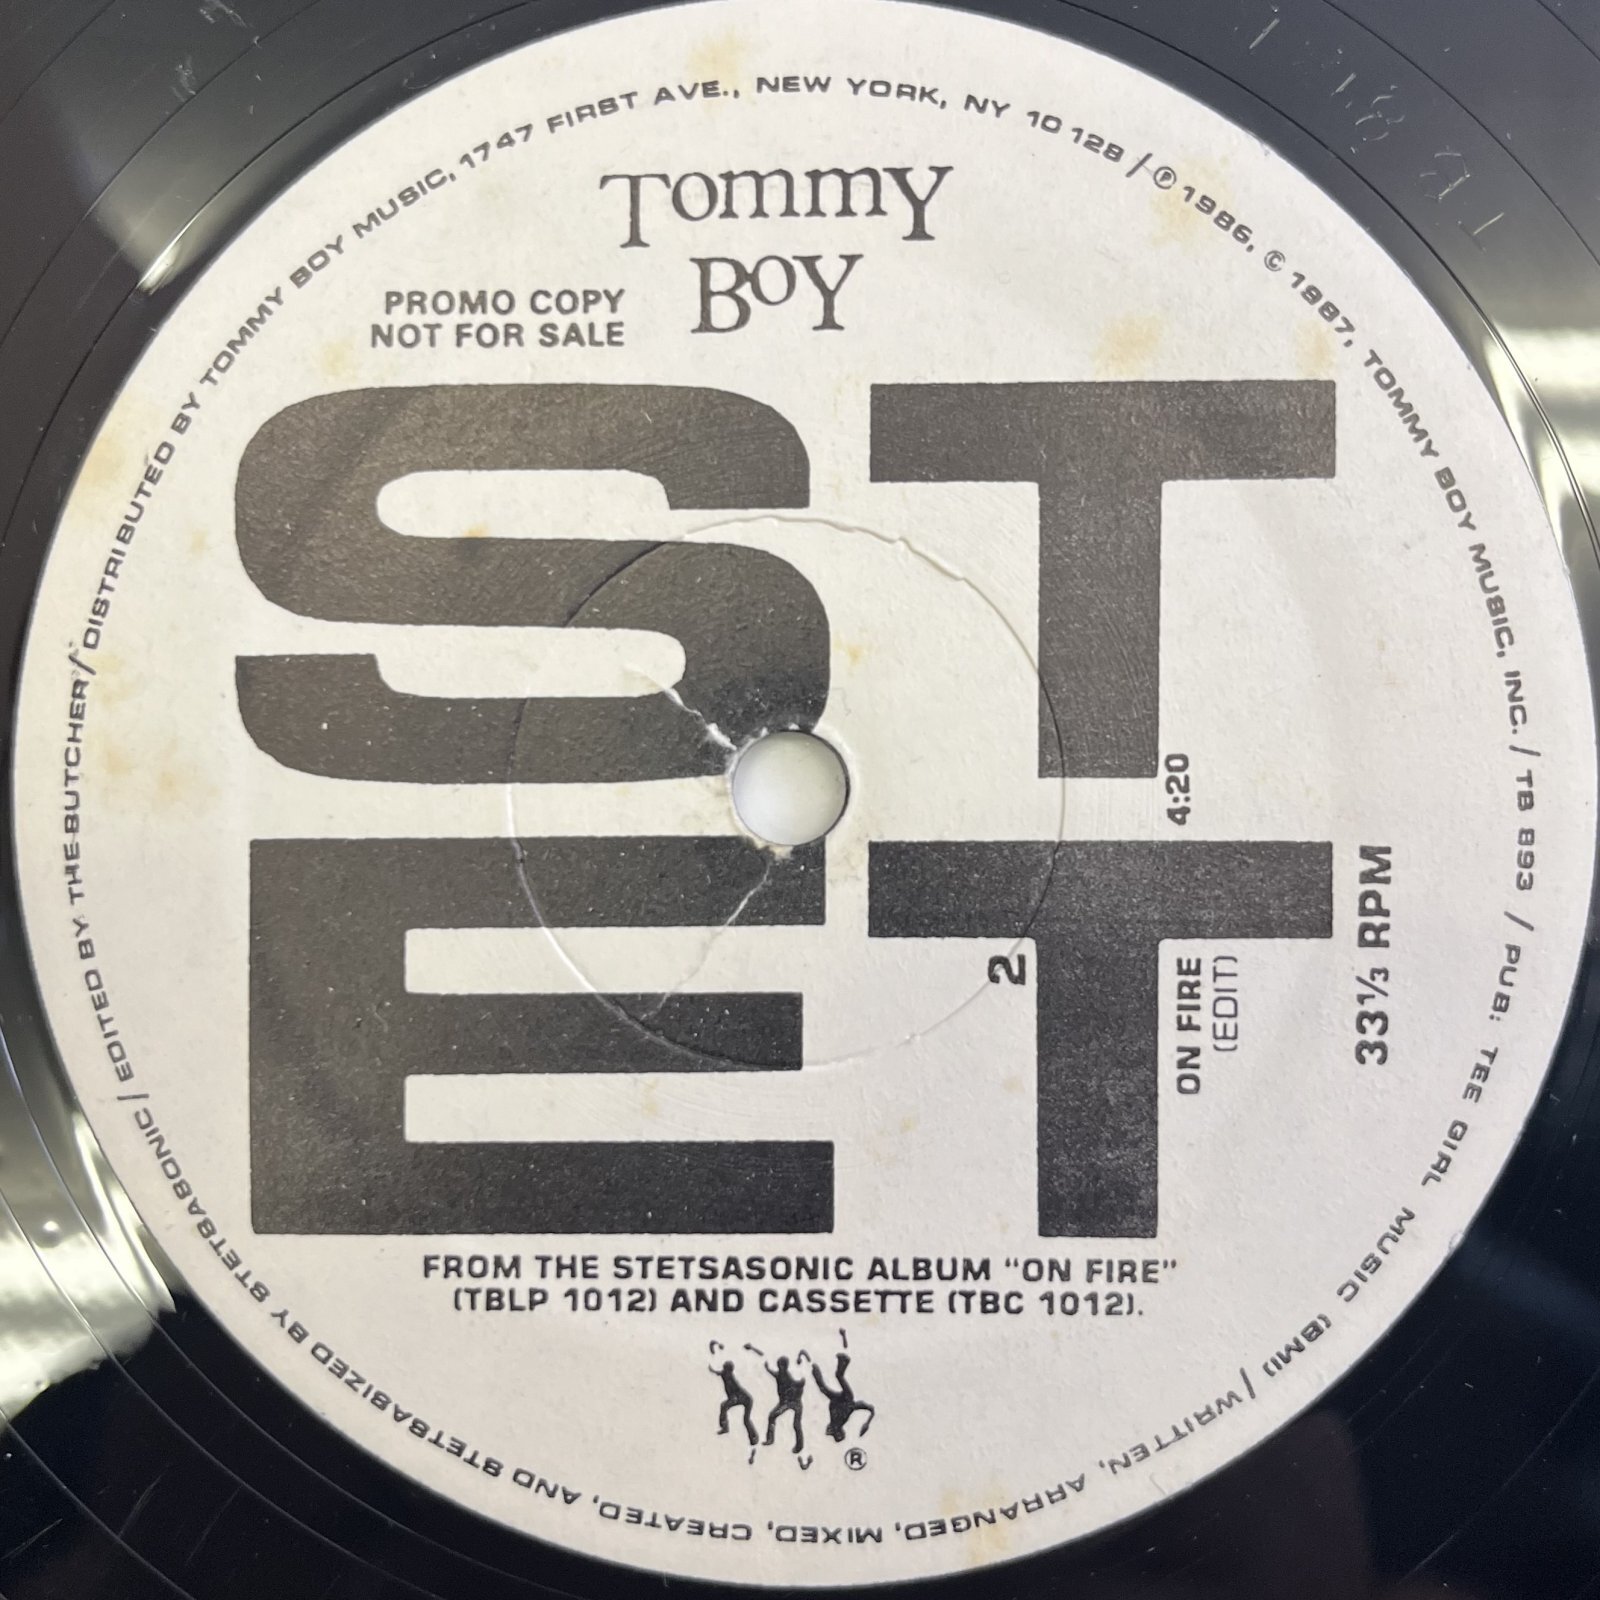 DISTRIBUTED BY TOMMY BOY MUSIC, 1747 FIRST AVE., NEW YORK, NY 10128 / ℗ 1986, © 1987, TOMMY BOY MUSIC, INC. / TB 893 / PUB: TEE GIRL MUSIC (BMI) / WRITTEN, ARRANGED, MIXED, CREATED, AND STETSASIZED BY STETSASONIC / EDITED BY THE BUTCHER /
TOMMY
BOY
PROMO COPY
NOT FOR SALE
ST
ET
4:20
2
ON FIRE
(EDIT)
33⅓ RPM
FROM THE STETSASONIC ALBUM "ON FIRE"
(TBLP 1012) AND CASSETTE (TBC 1012).
®